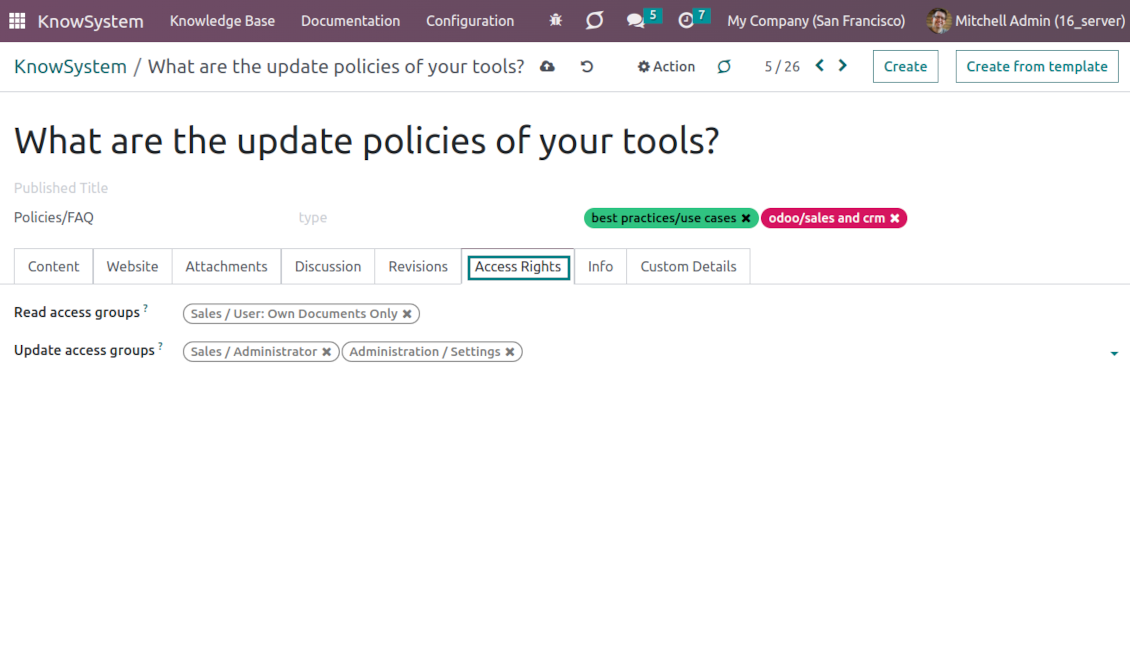 KnowSystem Knowledge Base Documentation Configuration 5 7 My Company (San Francisco) Mitchell Admin (16_server)
KnowSystem / What are the update policies of your tools? Action 5 / 26 Create Create from template
What are the update policies of your tools?
Published Title
Policies/FAQ type best practices/use cases odoo/sales and crm
Content Website Attachments Discussion Revisions Access Rights Info Custom Details
Read access groups ? Sales / User: Own Documents Only
Update access groups ? Sales / Administrator Administration / Settings